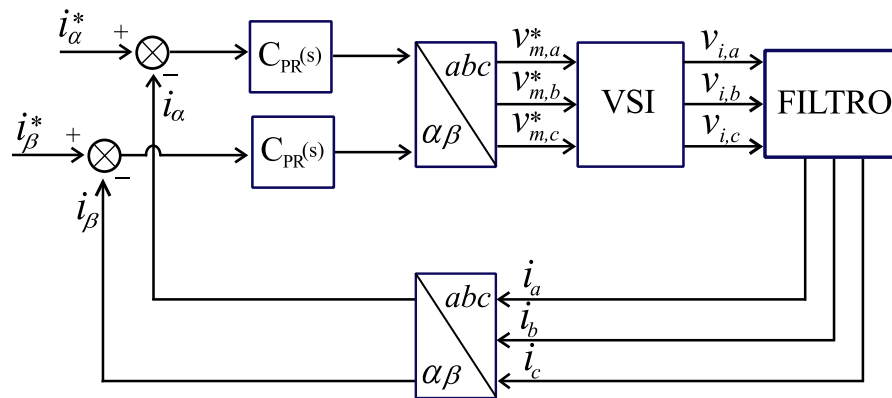 i*α + − CPR(s) abc αβ v*m,a v*m,b v*m,c VSI vi,a vi,b vi,c FILTRO
iα
i*β + − CPR(s)
iβ
abc αβ ia ib ic